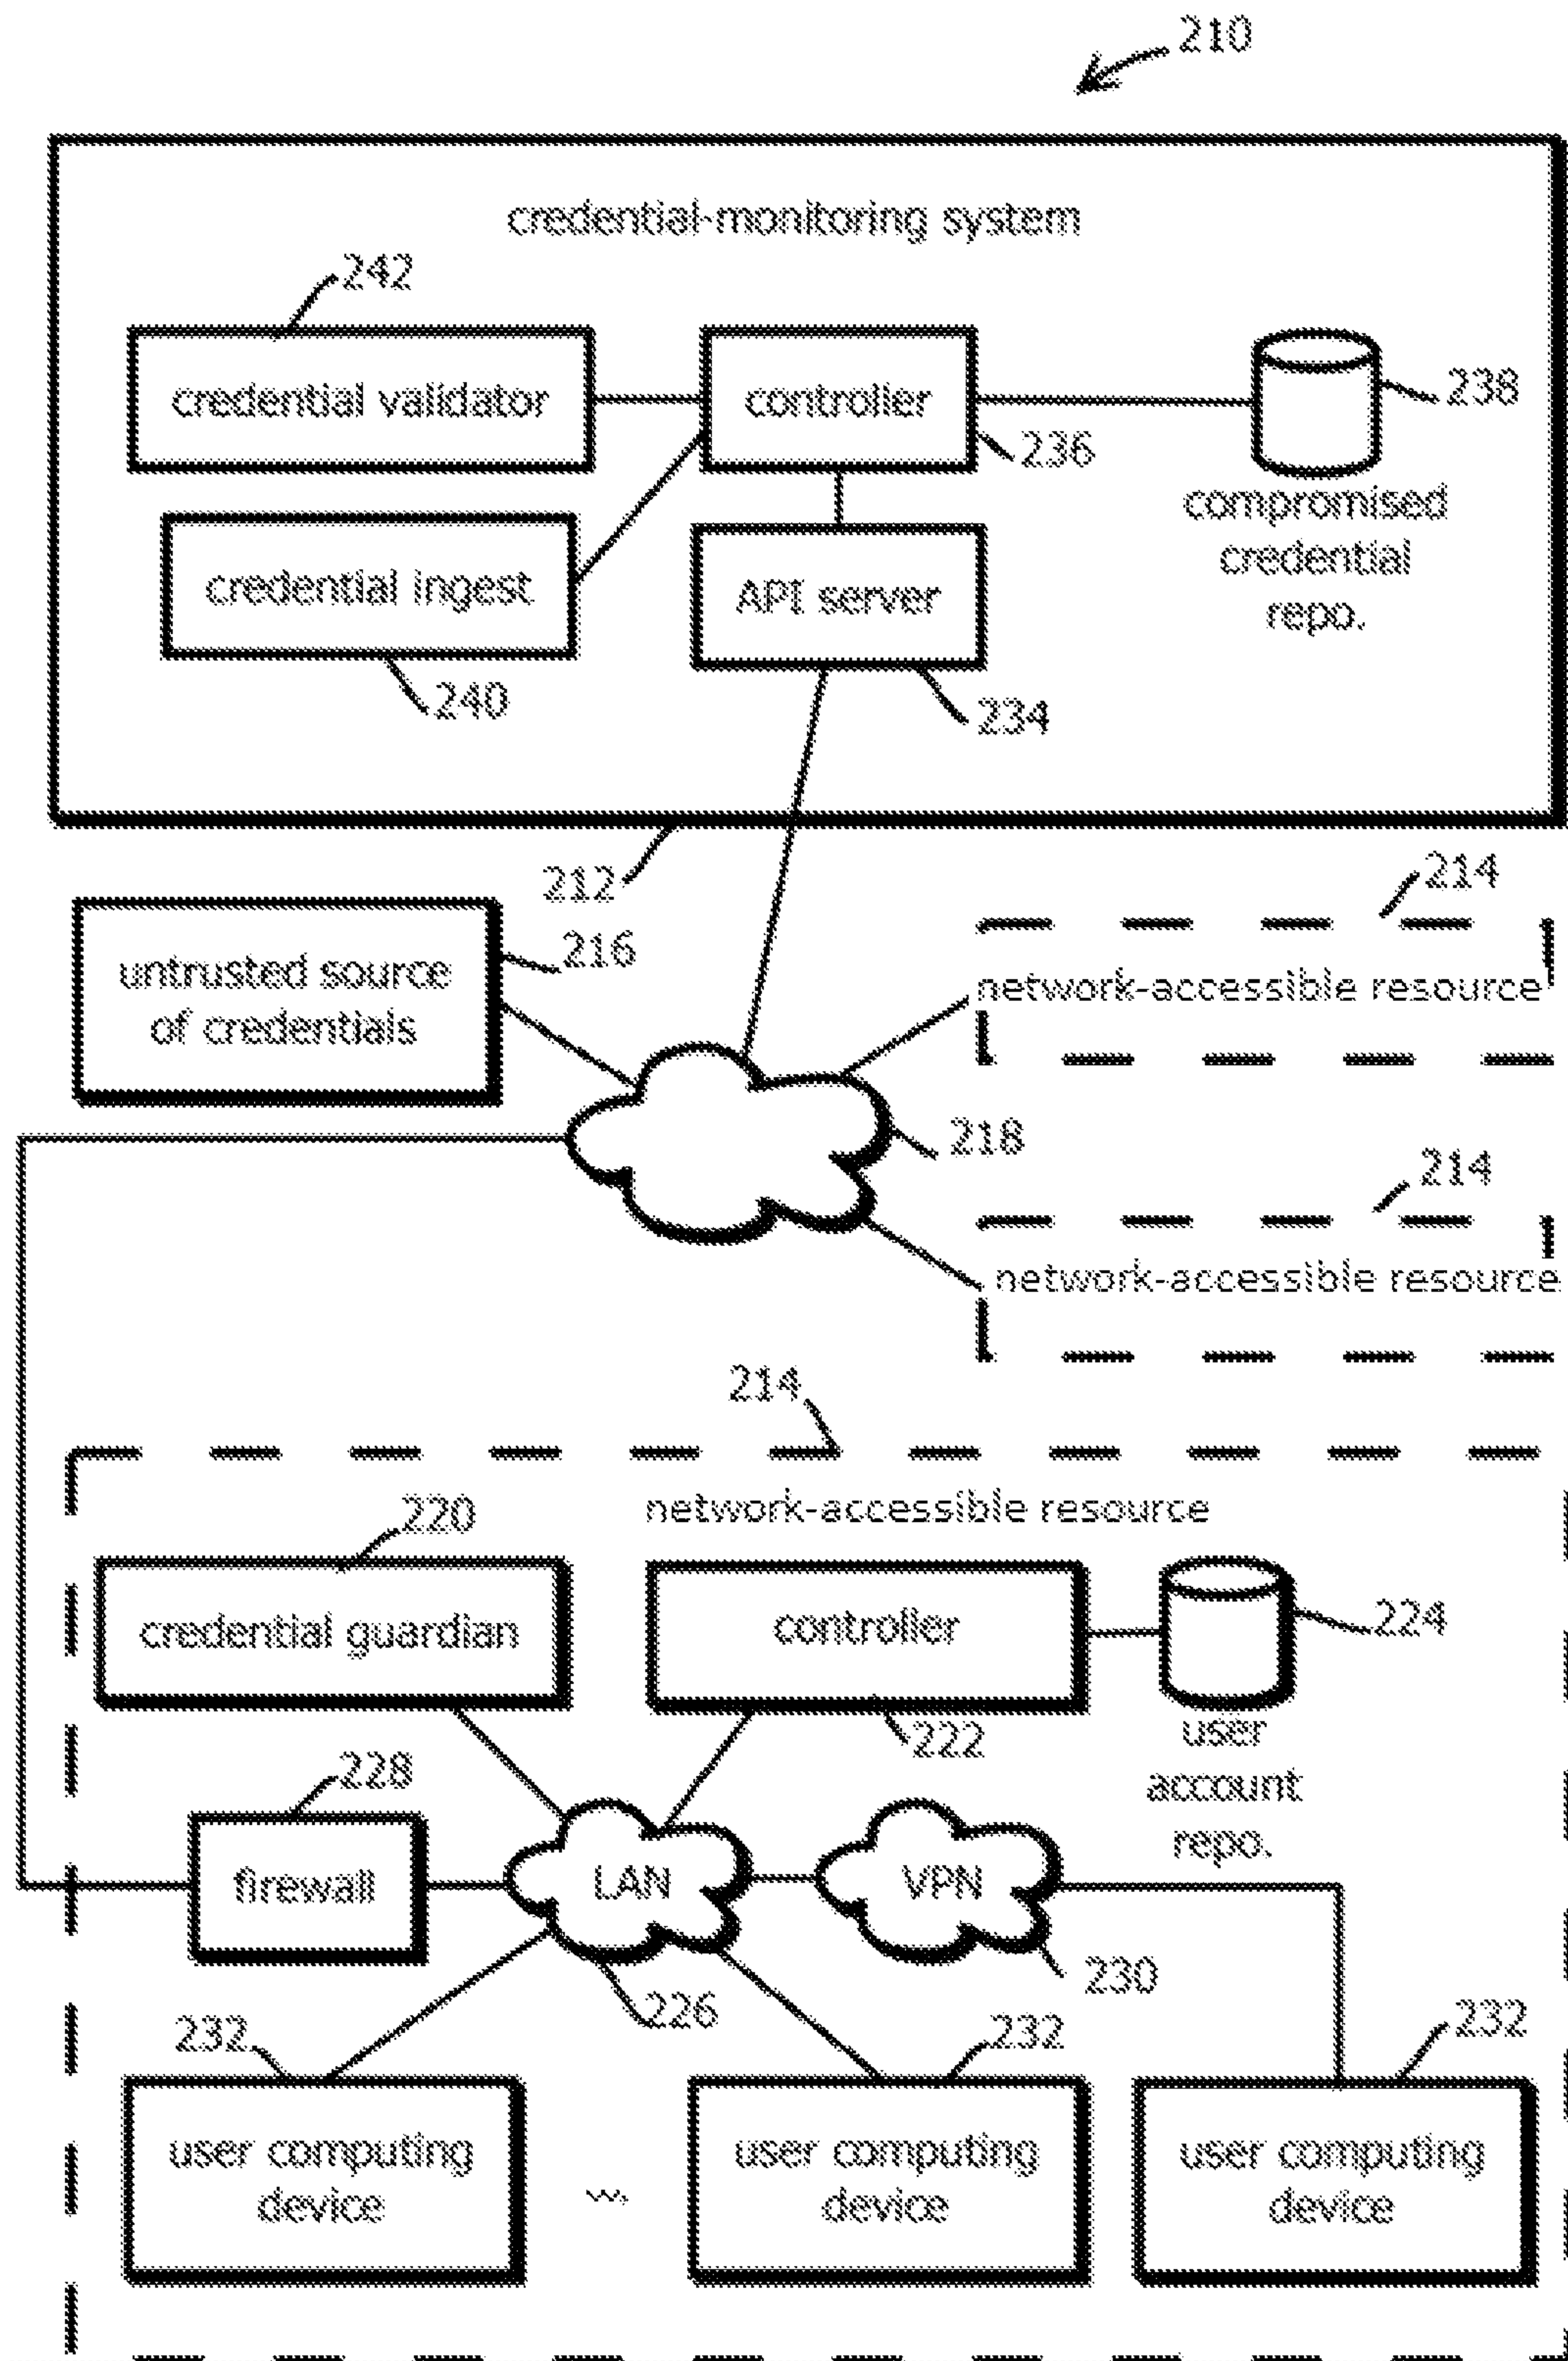 210
credential-monitoring system
242
credential validator
controller
238
236
compromised
credential
repo.
credential ingest
API server
240
234
212
214
216
untrusted source
of credentials
network-accessible resource
218
214
network-accessible resource
214
network-accessible resource
220
credential guardian
controller
224
222
user
account
repo.
228
firewall
LAN
VPN
230
226
232
232
232
user computing
device
user computing
device
user computing
device